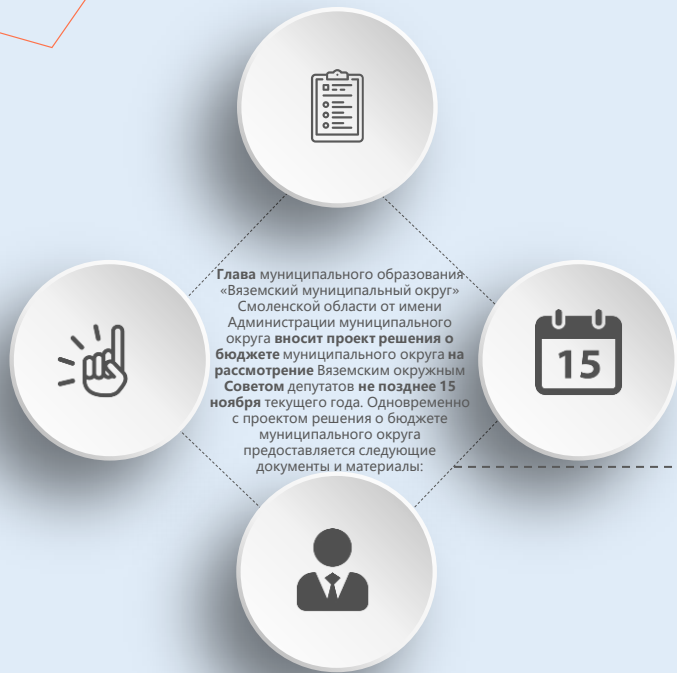 Глава муниципального образования
«Вяземский муниципальный округ»
Смоленской области от имени
Администрации муниципального
округа вносит проект решения о
бюджете муниципального округа на
рассмотрение Вяземским окружным
Советом депутатов не позднее 15
ноября текущего года. Одновременно
с проектом решения о бюджете
муниципального округа
предоставляется следующие
документы и материалы:
15